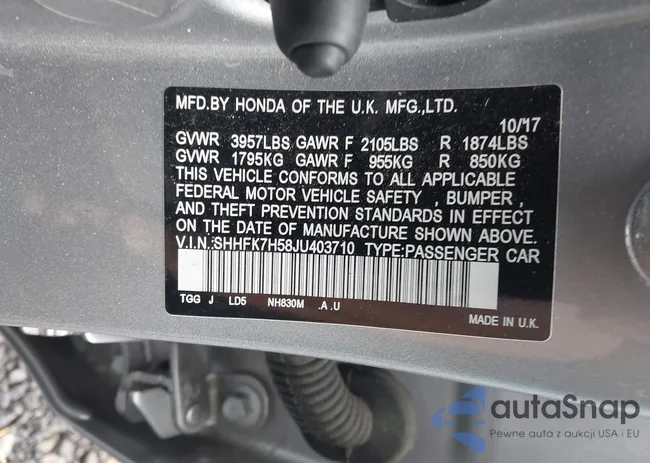 MFD.BY HONDA OF THE U.K. MFG.,LTD.
10/'17
GVWR 3957LBS GAWR F 2105LBS R 1874LBS
GVWR 1795KG GAWR F 955KG R 850KG
THIS VEHICLE CONFORMS TO ALL APPLICABLE
FEDERAL MOTOR VEHICLE SAFETY , BUMPER ,
AND THEFT PREVENTION STANDARDS IN EFFECT
ON THE DATE OF MANUFACTURE SHOWN ABOVE.
V.I.N.:SHHFK7H58JU403710 TYPE:PASSENGER CAR
TGG J LD5 NH830M .A .U
MADE IN U.K.
autaSnap
Pewne auta z aukcji USA i EU